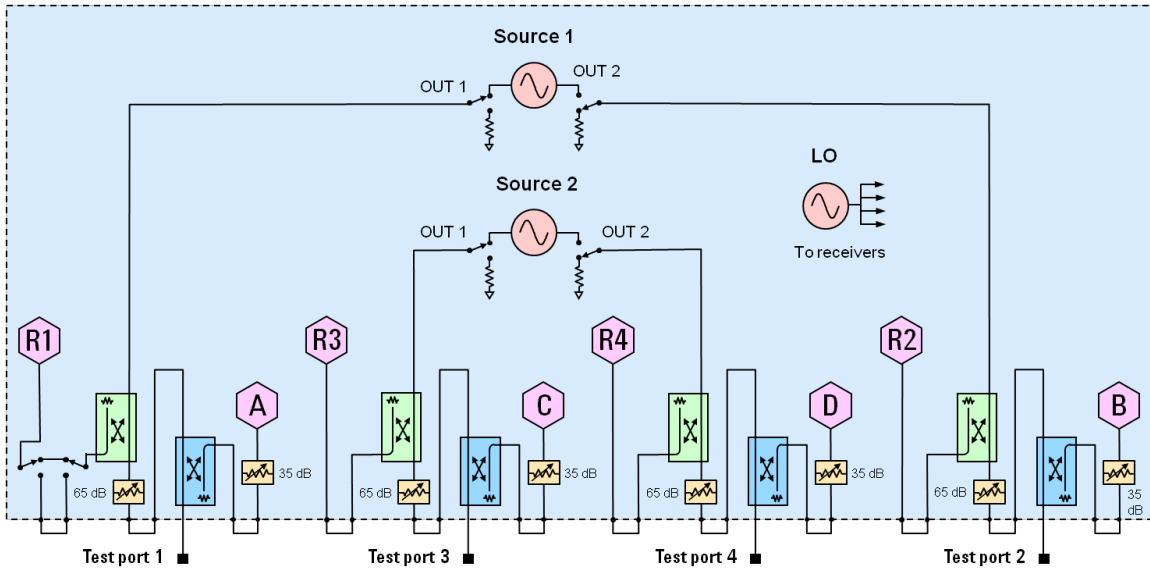 Source 1
OUT 1
OUT 2
Source 2
OUT 1
OUT 2
LO
To receivers
R1
R3
R4
R2
A
C
D
B
35 dB
35 dB
35 dB
35
dB
65 dB
65 dB
65 dB
65 dB
Test port 1
Test port 3
Test port 4
Test port 2